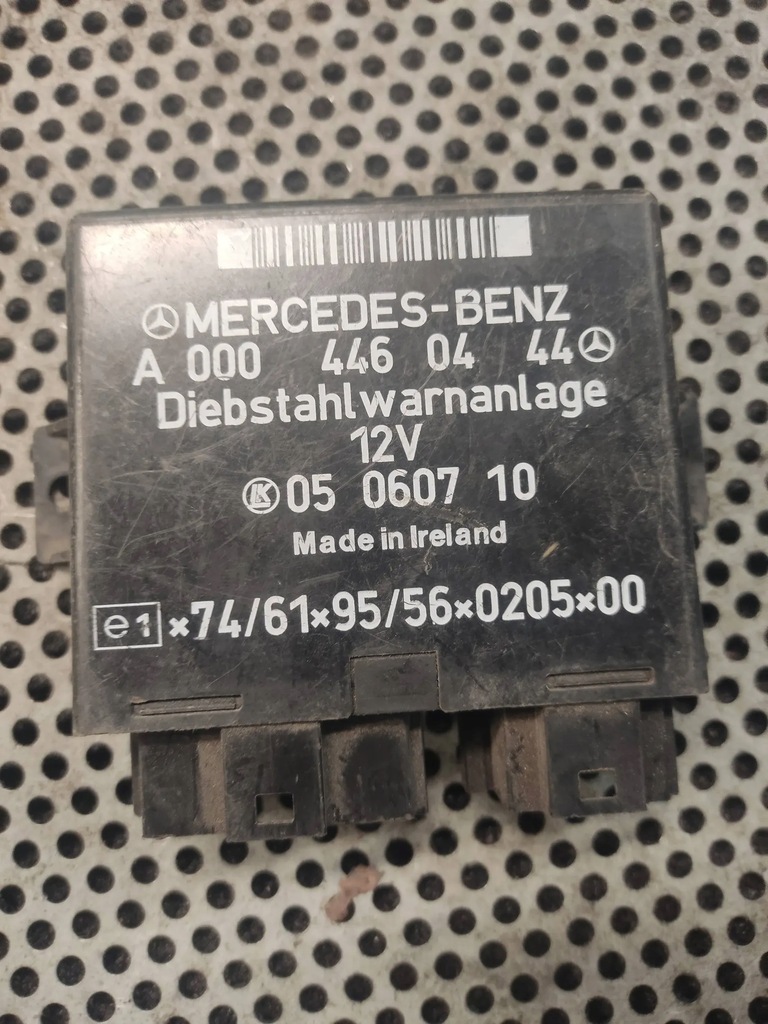 MERCEDES-BENZ
A 000 446 04 44
Diebstahlwarnanlage
12V
LK 05 0607 10
Made in Ireland
e1 ×74/61×95/56×0205×00